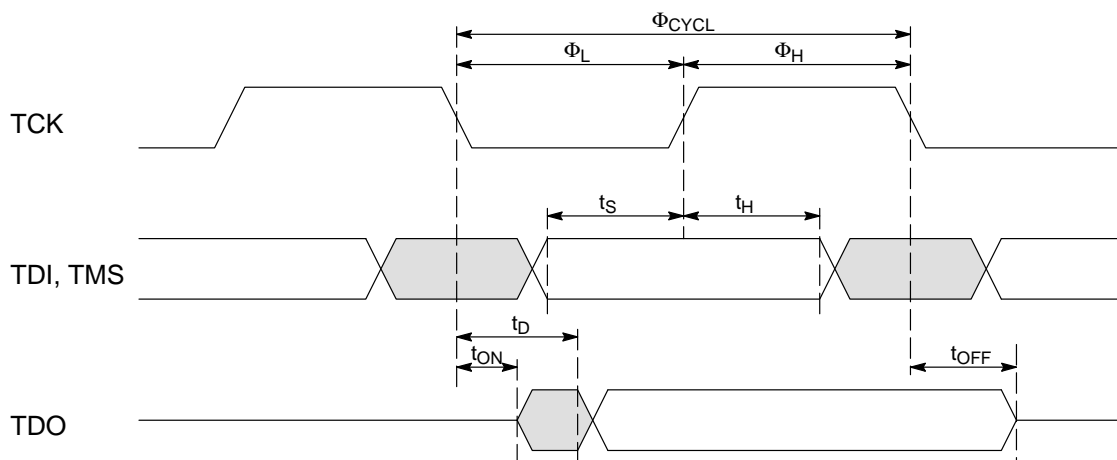 ΦCYCL
ΦL ΦH
TCK
tS tH
TDI, TMS
tD
tON tOFF
TDO